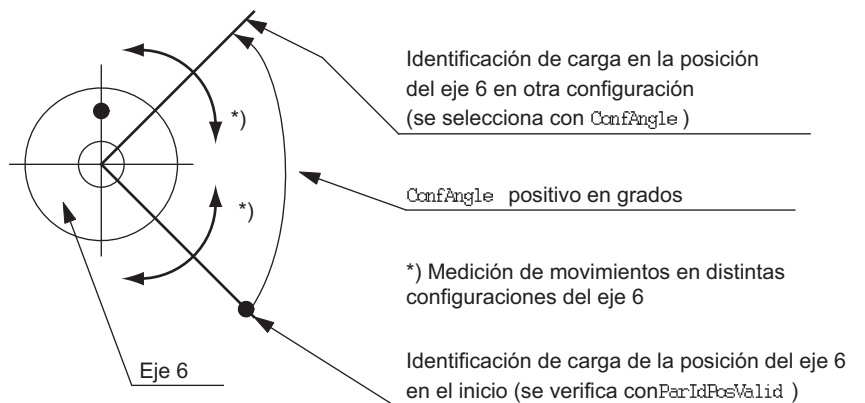 Identificación de carga en la posición
del eje 6 en otra configuración
(se selecciona con ConfAngle )
*)
ConfAngle positivo en grados
*)
*) Medición de movimientos en distintas
configuraciones del eje 6
Eje 6
Identificación de carga de la posición del eje 6
en el inicio (se verifica conParIdPosValid )